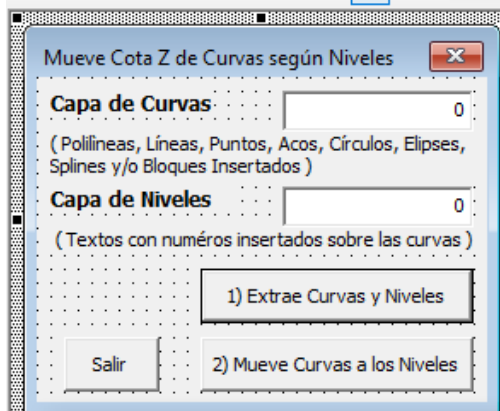 Mueve Cota Z de Curvas según Niveles
Capa de Curvas
0
( Polilineas, Líneas, Puntos, Acos, Círculos, Elipses,
Splines y/o Bloques Insertados )
Capa de Niveles
0
( Textos con numéros insertados sobre las curvas )
1) Extrae Curvas y Niveles
Salir
2) Mueve Curvas a los Niveles